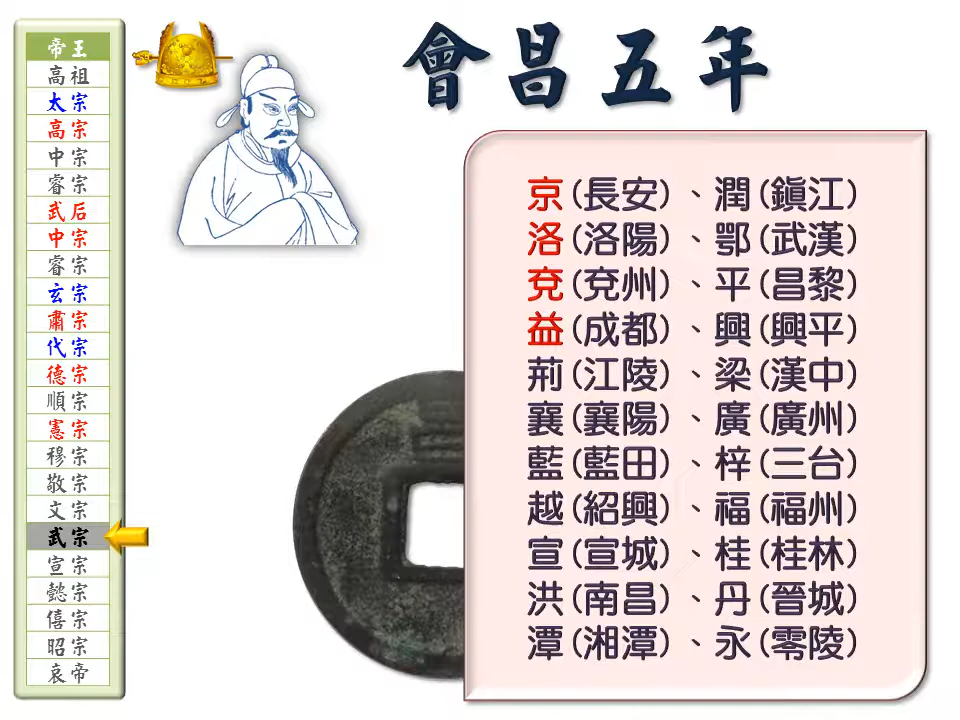 會昌五年
帝王
高祖
太宗
高宗
中宗
睿宗
武后
中宗
睿宗
玄宗
肅宗
代宗
德宗
順宗
憲宗
穆宗
敬宗
文宗
武宗
宣宗
懿宗
僖宗
昭宗
哀帝
京(長安)、潤(鎮江)
洛(洛陽)、鄂(武漢)
兗(兗州)、平(昌黎)
益(成都)、興(興平)
荊(江陵)、梁(漢中)
襄(襄陽)、廣(廣州)
藍(藍田)、梓(三台)
越(紹興)、福(福州)
宣(宣城)、桂(桂林)
洪(南昌)、丹(晉城)
潭(湘潭)、永(零陵)